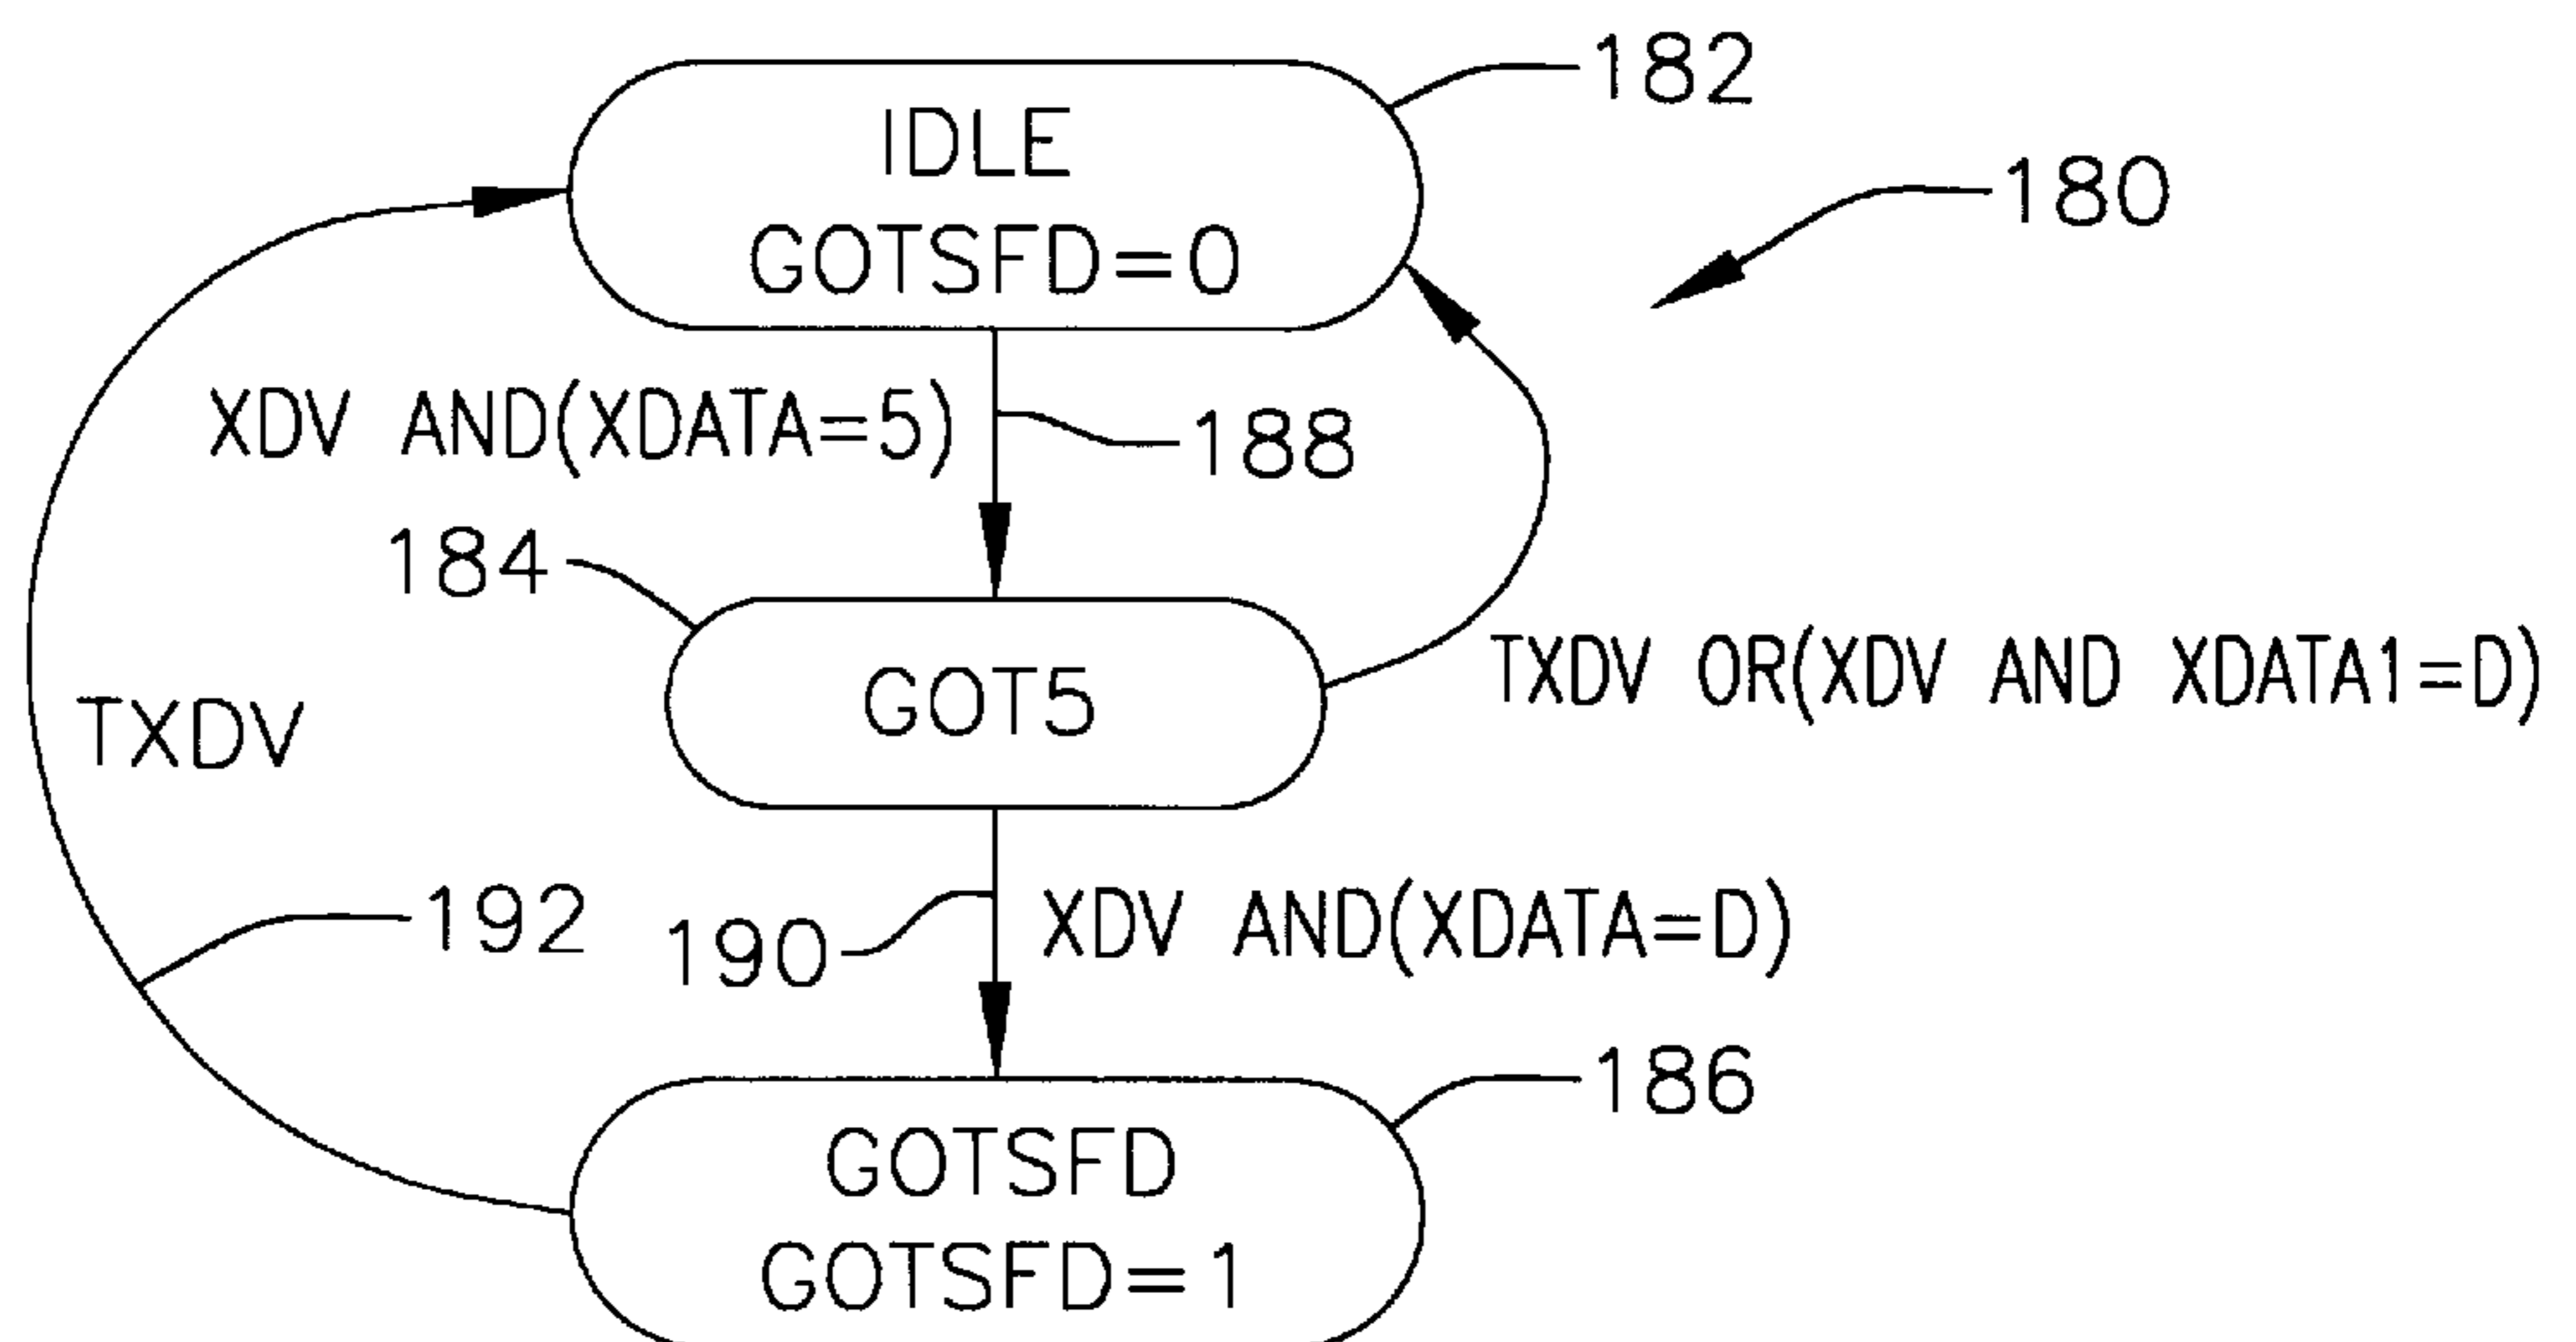 182
IDLE
180
GOTSFD=0
XDV AND(XDATA=5)
188
184
GOT5
TXDV OR(XDV AND XDATA1=D)
TXDV
192
190
XDV AND(XDATA=D)
186
GOTSFD
GOTSFD=1